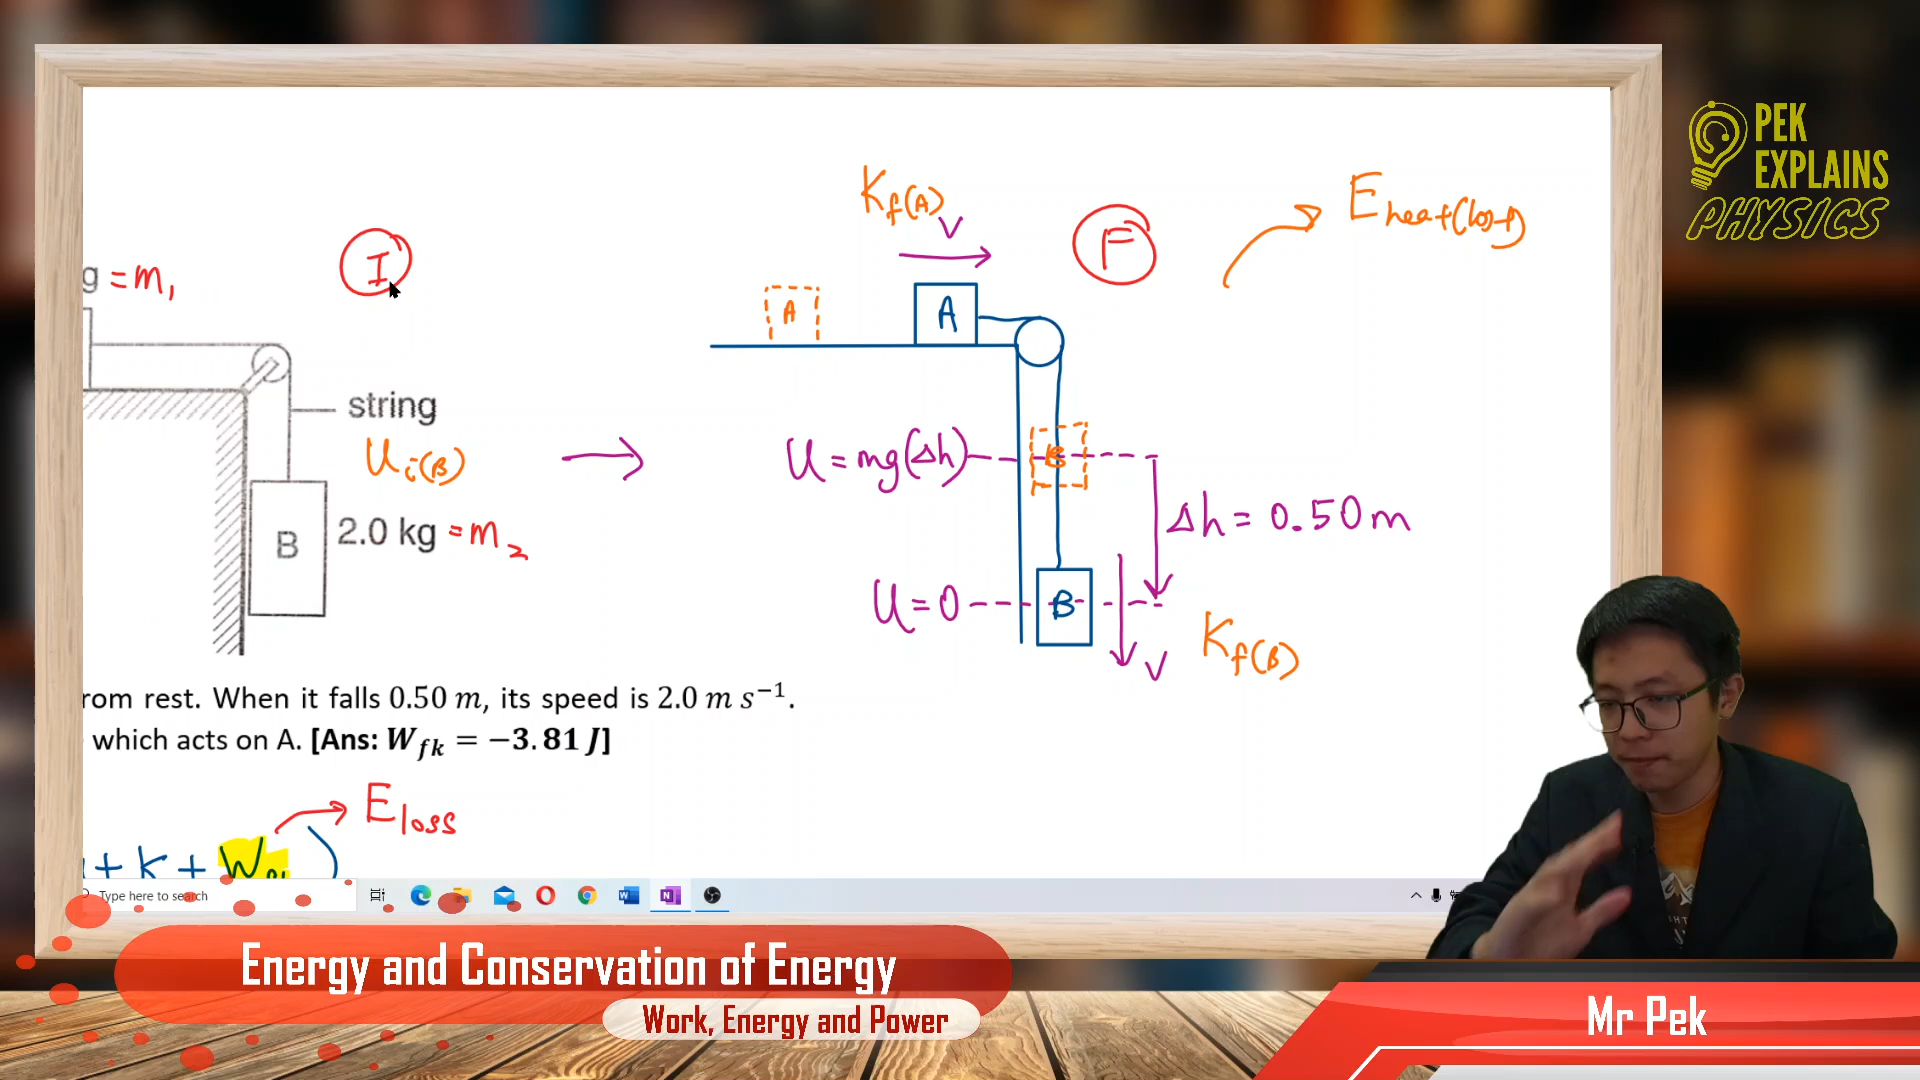 PEK
EXPLAINS
PHYSICS
K_f(A)
V
E_heat(lost)
I
F
g = m₁
A
A
string
U_i(B)
U = mg(Δh)
B
Δh = 0.50 m
B
2.0 kg = m₂
U = 0
B
K_f(B)
V
rom rest. When it falls 0.50 m, its speed is 2.0 m s⁻¹.
which acts on A. [Ans: W_fk = −3.81 J]
E_loss
+ K + W )
Type here to search
Energy and Conservation of Energy
Work, Energy and Power
Mr Pek